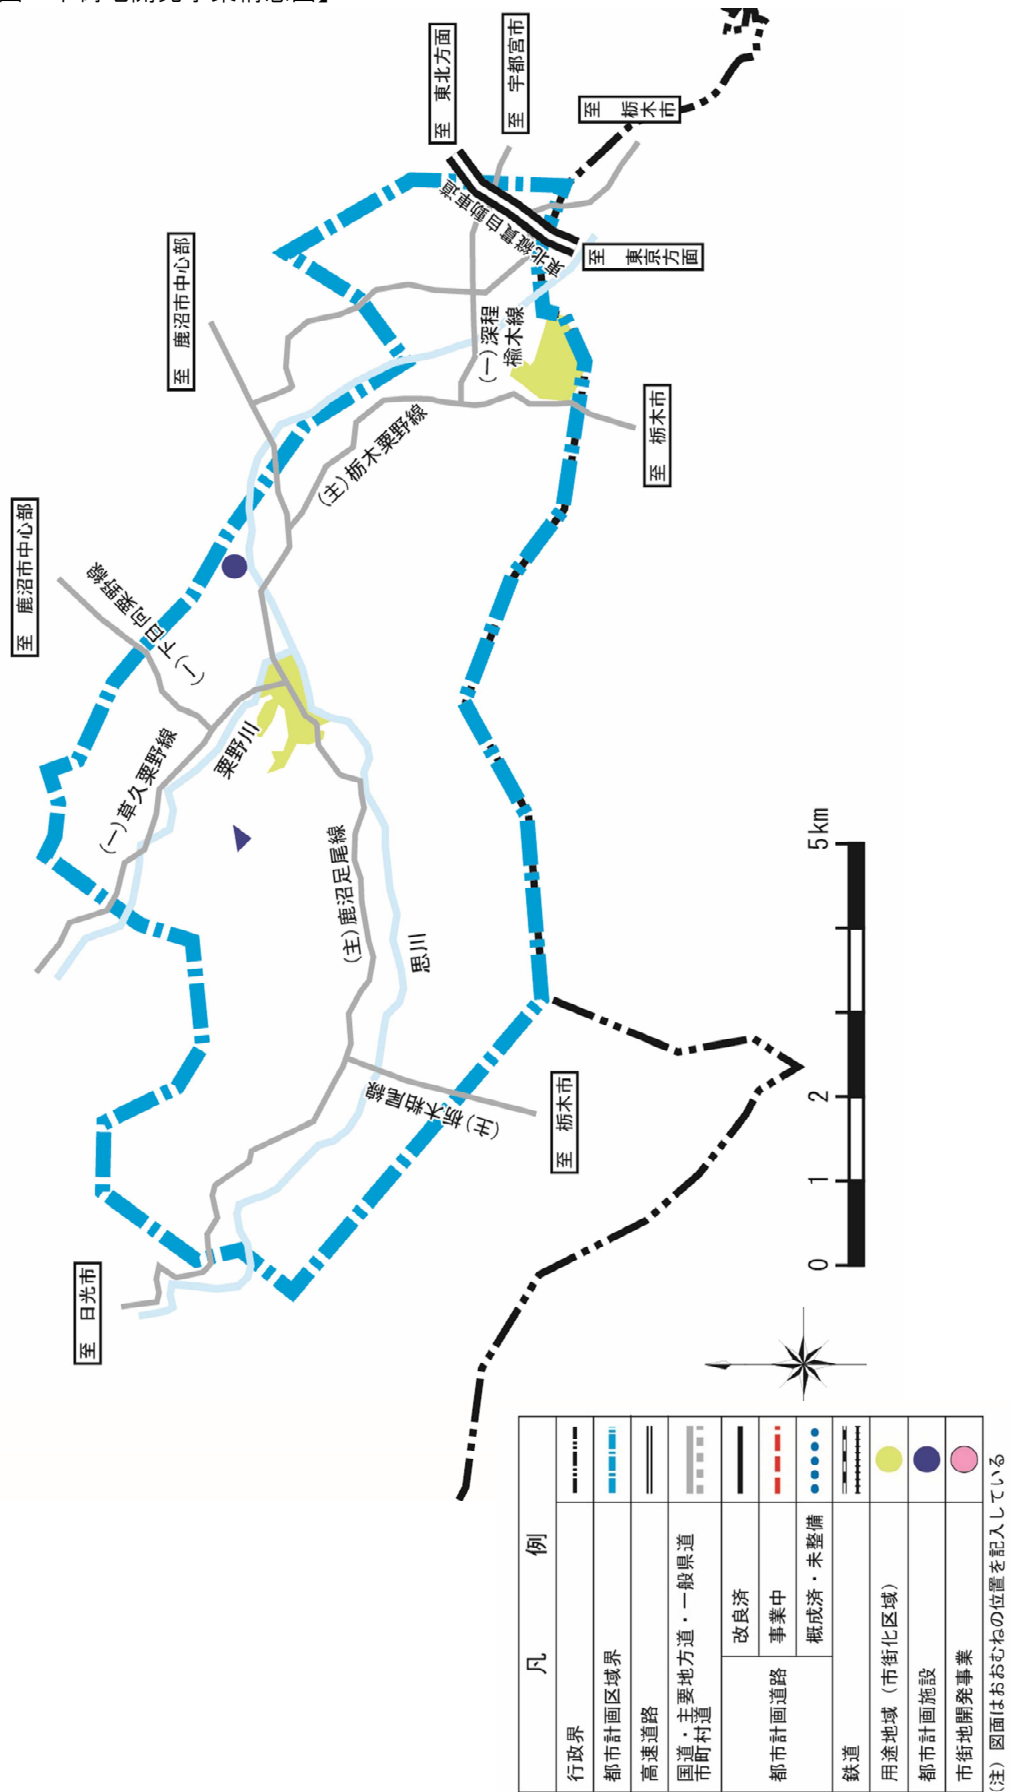 至 東北方面
至 宇都宮市
至 栃木市
東北縦貫自動車道
至 東京方面
至 鹿沼市中心部
(一)深程
楡木線
至 栃木市
(主)栃木粟野線
至 鹿沼市中心部
(一)下日向粟野線
(一)草久粟野線
粟野川
(主)鹿沼足尾線
思川
(主)栃木粕尾線
至 栃木市
至 日光市
0 1 2 5km
凡 例
行政界
都市計画区域界
高速道路
国道・主要地方道・一般県道
市町村道
都市計画道路
改良済
事業中
概成済・未整備
鉄道
用途地域（市街化区域）
都市計画施設
市街地開発事業
(注) 図面はおおむねの位置を記入している